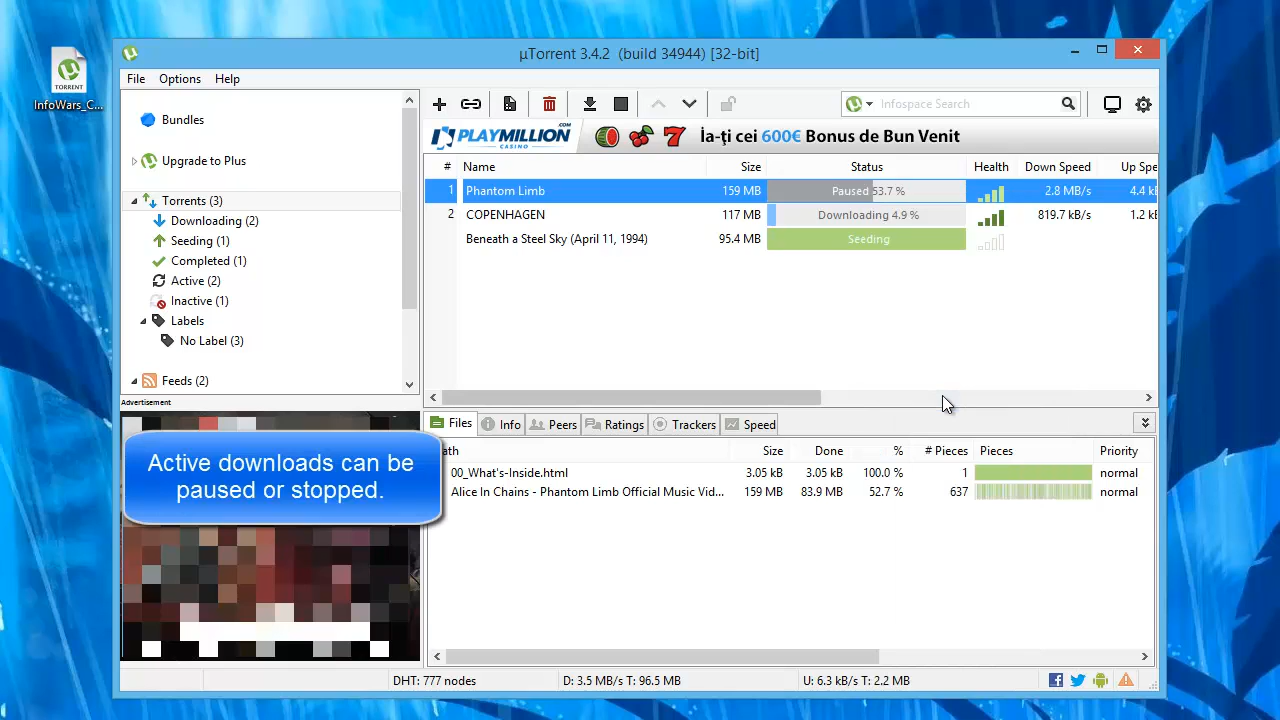 µTorrent 3.4.2 (build 34944) [32-bit]
TORRENT
InfoWars_C...
File Options Help
Infospace Search
Bundles
Upgrade to Plus
Torrents (3)
Downloading (2)
Seeding (1)
Completed (1)
Active (2)
Inactive (1)
Labels
No Label (3)
Feeds (2)
Advertisement
Active downloads can be
paused or stopped.
PLAYMILLION .COM
CASINO
İa-ţi cei 600€ Bonus de Bun Venit
# Name Size Status Health Down Speed Up Spe
1 Phantom Limb 159 MB Paused 53.7 % 2.8 MB/s 4.4 kE
2 COPENHAGEN 117 MB Downloading 4.9 % 819.7 kB/s 1.2 kE
Beneath a Steel Sky (April 11, 1994) 95.4 MB Seeding
Files Info Peers Ratings Trackers Speed
ath Size Done % # Pieces Pieces Priority
00_What's-Inside.html 3.05 kB 3.05 kB 100.0 % 1 normal
Alice In Chains - Phantom Limb Official Music Vid... 159 MB 83.9 MB 52.7 % 637 normal
DHT: 777 nodes D: 3.5 MB/s T: 96.5 MB U: 6.3 kB/s T: 2.2 MB